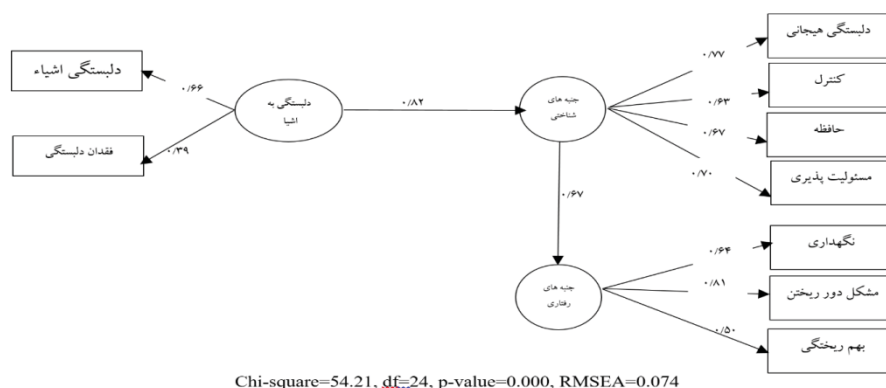 دلبستگی اشیاء
فقدان دلبستگی
۰/۶۶
۰/۳۹
دلبستگی به
اشیا
۰/۸۲
جنبه های
شناختی
۰/۷۷
۰/۶۳
۰/۶۷
۰/۷۰
دلبستگی هیجانی
کنترل
حافظه
مسئولیت پذیری
۰/۶۷
جنبه های
رفتاری
۰/۶۴
۰/۸۱
۰/۵۰
نگهداری
مشکل دور ریختن
بهم ریختگی
Chi-square=54.21, df=24, p-value=0.000, RMSEA=0.074